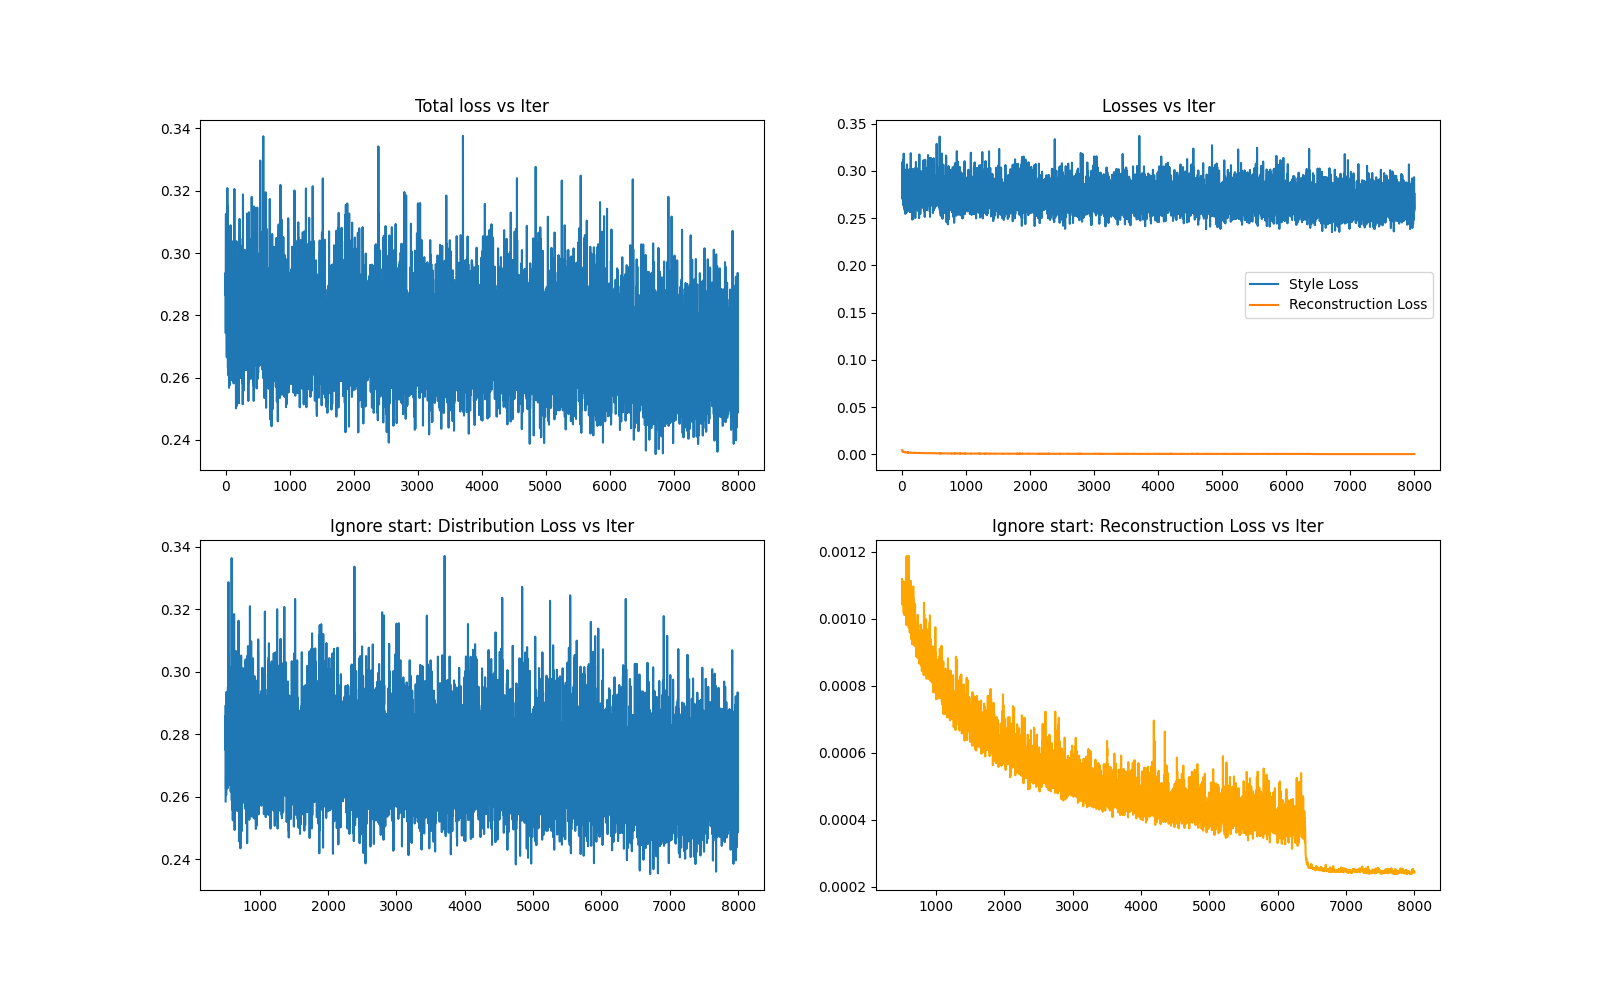 Total loss vs Iter
0.34
0.32
0.30
0.28
0.26
0.24
0 1000 2000 3000 4000 5000 6000 7000 8000
Losses vs Iter
0.35
0.30
0.25
0.20
0.15
0.10
0.05
0.00
Style Loss
Reconstruction Loss
0 1000 2000 3000 4000 5000 6000 7000 8000
Ignore start: Distribution Loss vs Iter
0.34
0.32
0.30
0.28
0.26
0.24
1000 2000 3000 4000 5000 6000 7000 8000
Ignore start: Reconstruction Loss vs Iter
0.0012
0.0010
0.0008
0.0006
0.0004
0.0002
1000 2000 3000 4000 5000 6000 7000 8000